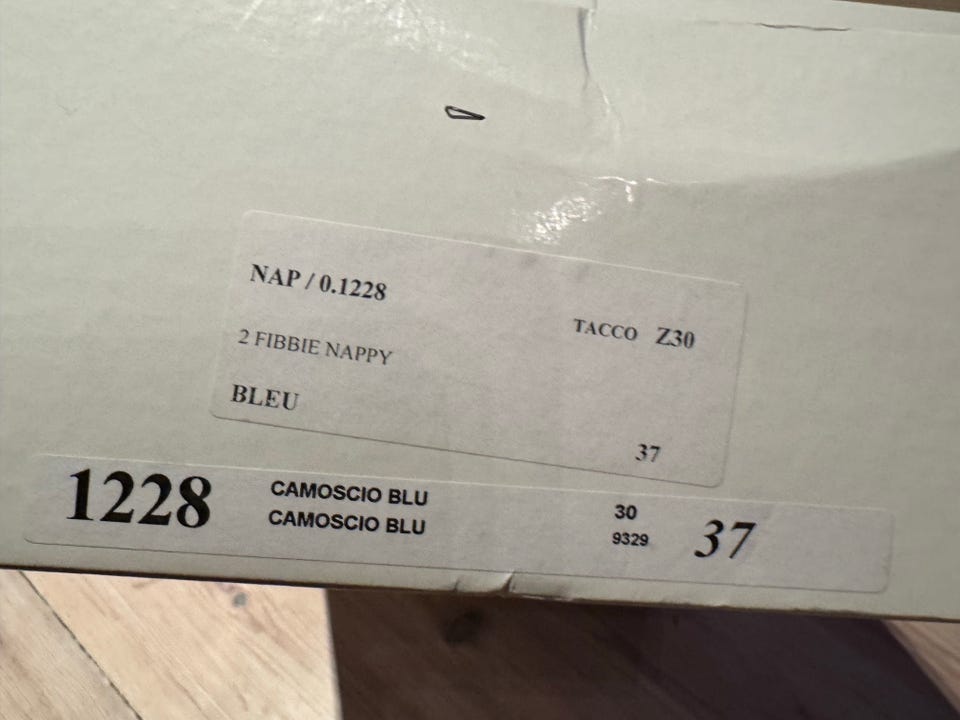 NAP / 0.1228
TACCO Z30
2 FIBBIE NAPPY
BLEU
37
1228
CAMOSCIO BLU
CAMOSCIO BLU
30
9329
37